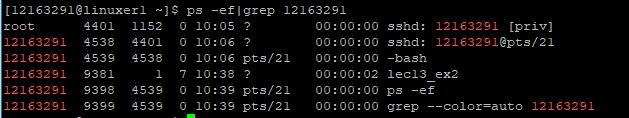 [12163291@linuxer1 ~]$ ps -ef|grep 12163291
root 4401 1152 0 10:05 ? 00:00:00 sshd: 12163291 [priv]
12163291 4538 4401 0 10:06 ? 00:00:00 sshd: 12163291@pts/21
12163291 4539 4538 0 10:06 pts/21 00:00:00 -bash
12163291 9381 1 7 10:38 ? 00:00:02 lec13_ex2
12163291 9398 4539 0 10:39 pts/21 00:00:00 ps -ef
12163291 9399 4539 0 10:39 pts/21 00:00:00 grep --color=auto 12163291